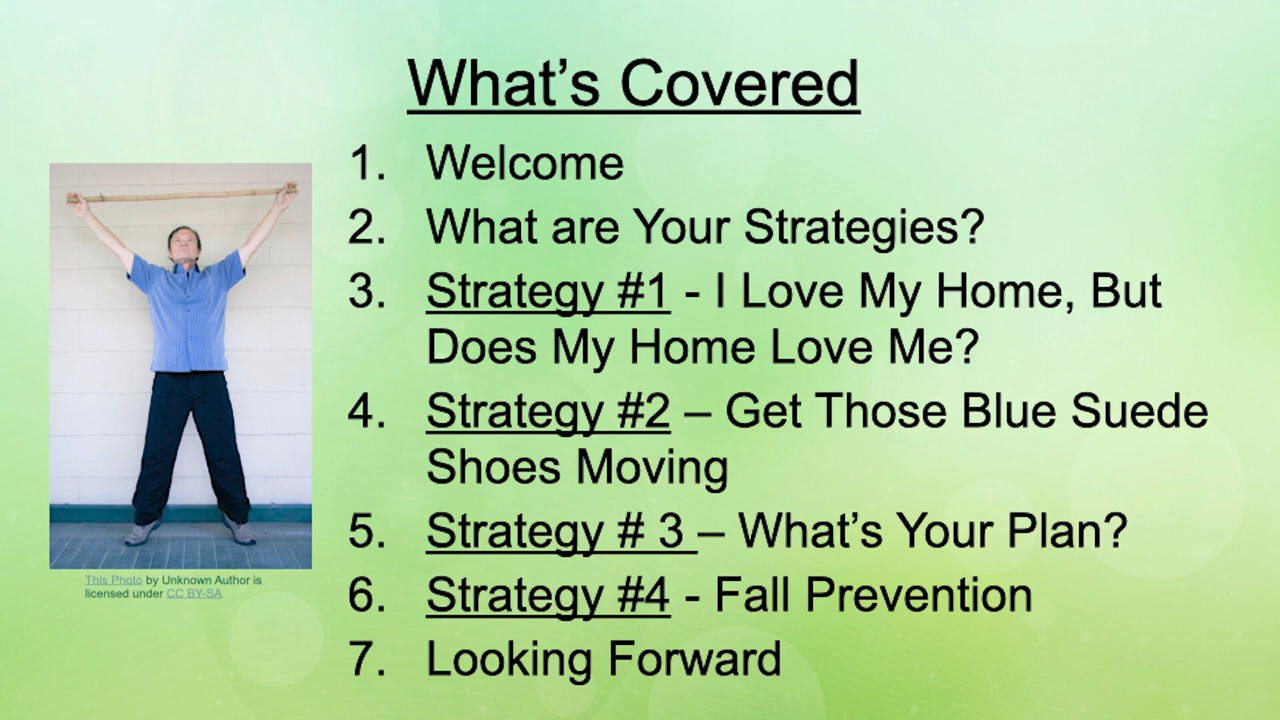 What’s Covered
1. Welcome
2. What are Your Strategies?
3. Strategy #1 - I Love My Home, But
Does My Home Love Me?
4. Strategy #2 – Get Those Blue Suede
Shoes Moving
5. Strategy # 3 – What’s Your Plan?
6. Strategy #4 - Fall Prevention
7. Looking Forward
This Photo by Unknown Author is
licensed under CC BY-SA